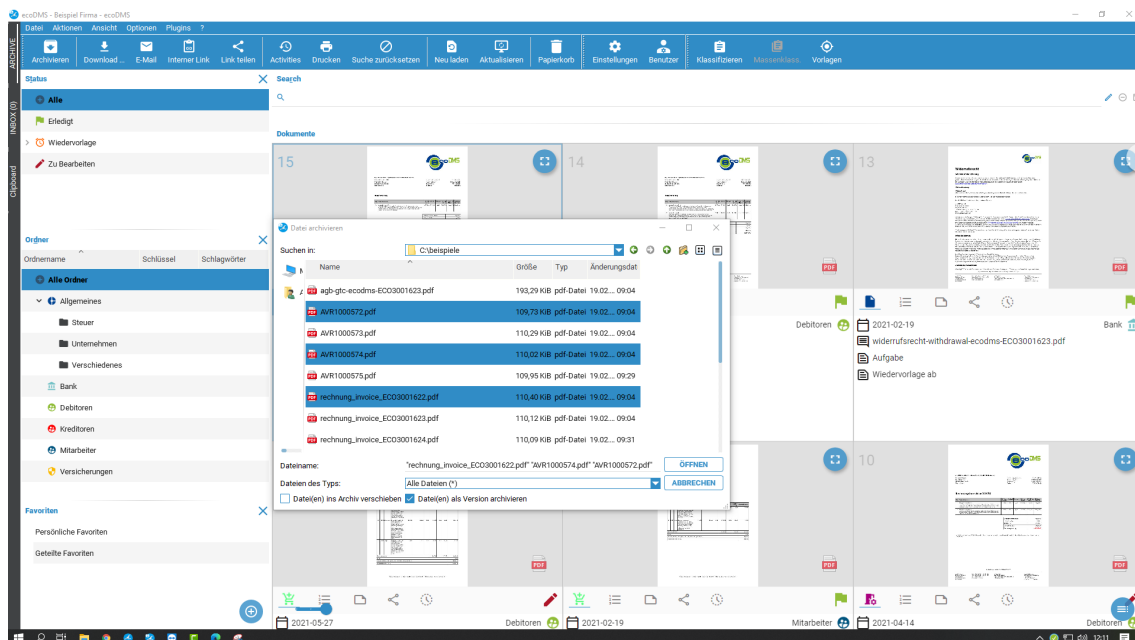 ecoDMS - Beispiel Firma - ecoDMS
Datei Aktionen Ansicht Optionen Plugins ?
Archivieren Download ... E-Mail Interner Link Link teilen Activities Drucken Suche zurücksetzen Neu laden Aktualisieren Papierkorb Einstellungen Benutzer Klassifizieren Massenklass. Vorlagen
ARCHIVE
INBOX (0)
Clipboard
Status
Alle
Erledigt
Wiedervorlage
Zu Bearbeiten
Ordner
Ordnername Schlüssel Schlagwörter
Alle Ordner
Allgemeines
Steuer
Unternehmen
Verschiedenes
Bank
Debitoren
Kreditoren
Mitarbeiter
Versicherungen
Favoriten
Persönliche Favoriten
Geteilte Favoriten
Search
Dokumente
15
14
13
Widerrufsrecht
Datei archivieren
Suchen in: C:\beispiele
Name Größe Typ Änderungsdat
agb-gtc-ecodms-ECO3001623.pdf 193,29 KiB pdf-Datei 19.02.... 09:04
AVR1000572.pdf 109,73 KiB pdf-Datei 19.02.... 09:04
AVR1000573.pdf 110,29 KiB pdf-Datei 19.02.... 09:04
AVR1000574.pdf 110,02 KiB pdf-Datei 19.02.... 09:04
AVR1000575.pdf 109,95 KiB pdf-Datei 19.02.... 09:29
rechnung_invoice_ECO3001622.pdf 110,40 KiB pdf-Datei 19.02.... 09:04
rechnung_invoice_ECO3001623.pdf 110,12 KiB pdf-Datei 19.02.... 09:04
rechnung_invoice_ECO3001624.pdf 110,09 KiB pdf-Datei 19.02.... 09:31
Dateiname: "rechnung_invoice_ECO3001622.pdf" "AVR1000574.pdf" "AVR1000572.pdf" ÖFFNEN
Dateien des Typs: Alle Dateien (*) ABBRECHEN
Datei(en) ins Archiv verschieben Datei(en) als Version archivieren
PDF
PDF
Debitoren
2021-02-19 Bank
widerrufsrecht-withdrawal-ecodms-ECO3001623.pdf
Aufgabe
Wiedervorlage ab
10
PDF
PDF
PDF
2021-05-27 Debitoren
2021-02-19 Mitarbeiter
2021-04-14 Debitoren
12:11